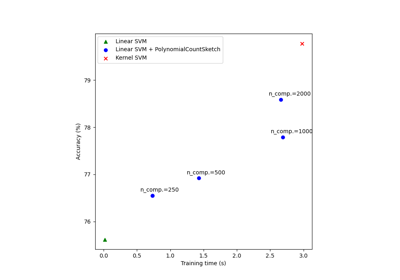 Linear SVM
Linear SVM + PolynomialCountSketch
Kernel SVM
n_comp.=2000
n_comp.=1000
n_comp.=500
n_comp.=250
79
78
77
76
Accuracy (%)
0.0 0.5 1.0 1.5 2.0 2.5 3.0
Training time (s)